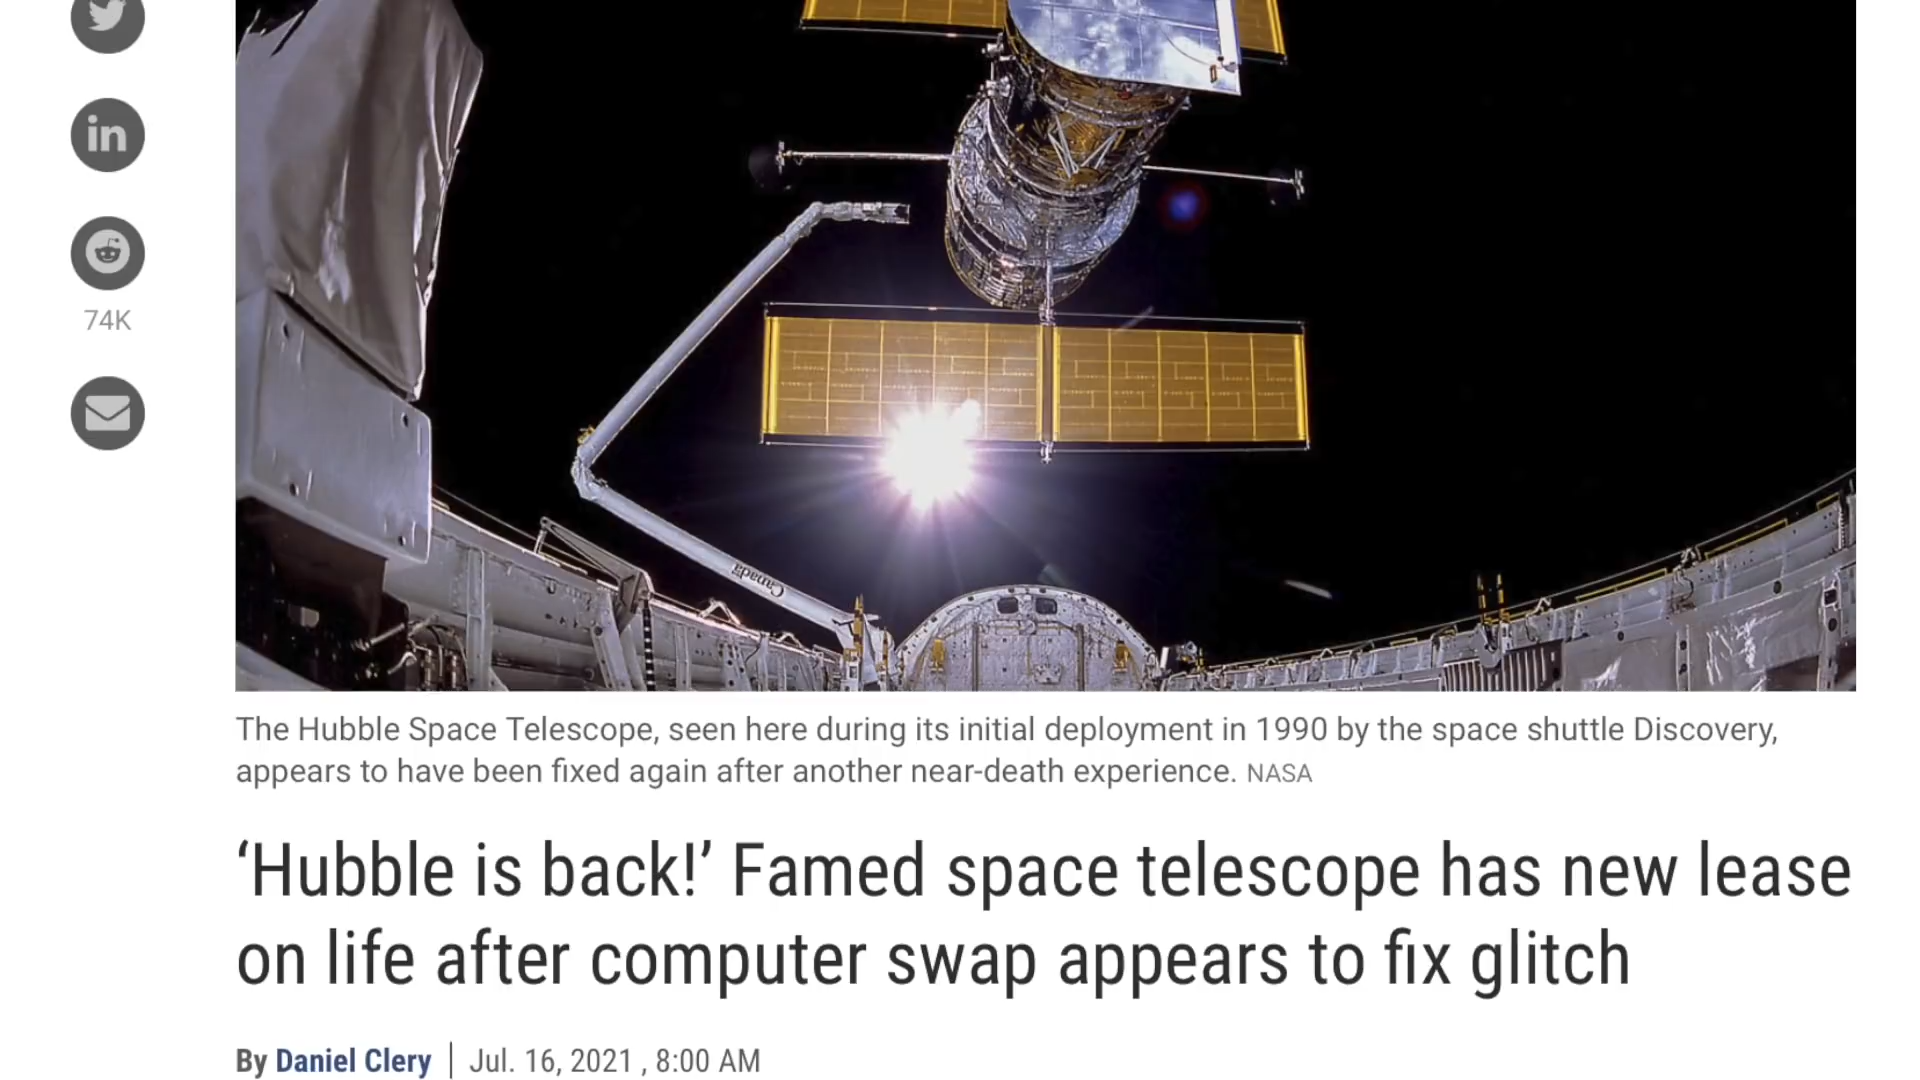 in
74K
Canada
The Hubble Space Telescope, seen here during its initial deployment in 1990 by the space shuttle Discovery,
appears to have been fixed again after another near-death experience. NASA
‘Hubble is back!’ Famed space telescope has new lease
on life after computer swap appears to fix glitch
By Daniel Clery | Jul. 16, 2021 , 8:00 AM